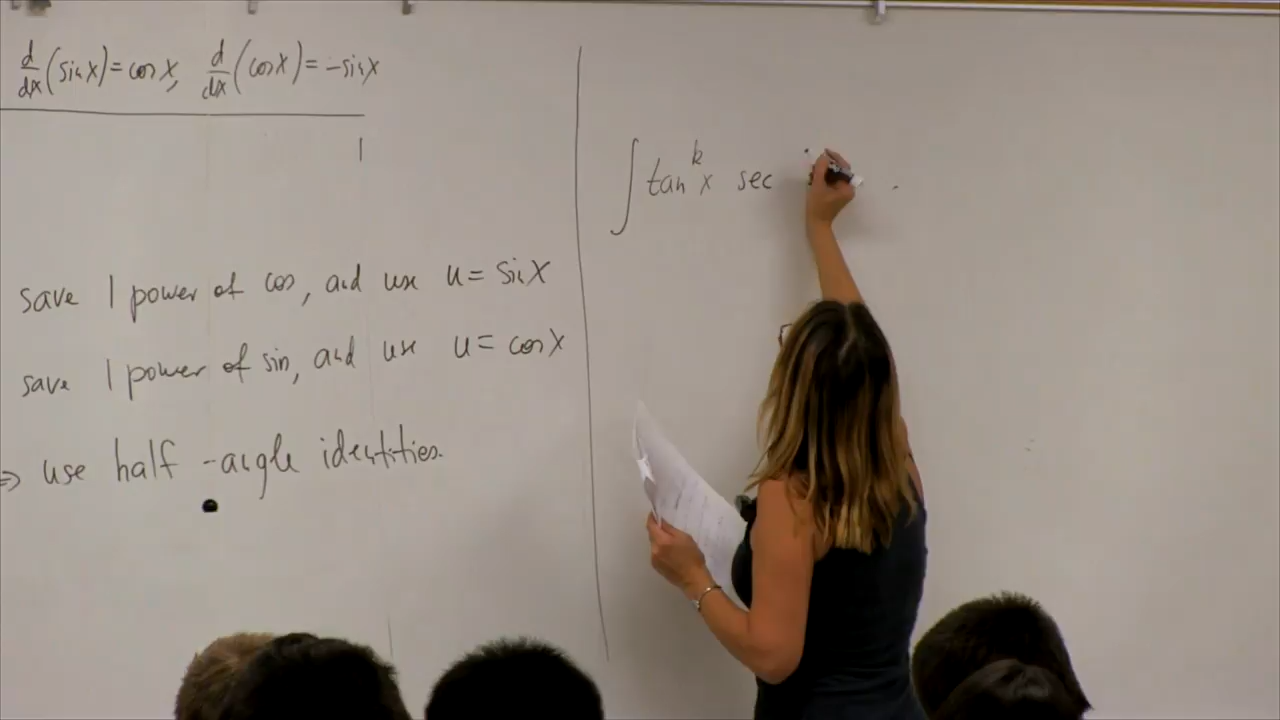 d/dx (sin x) = cos x, d/dx (cos x) = -sin x
save 1 power of cos, and use u = sin x
save 1 power of sin, and use u = cos x
⇒ use half-angle identities.
∫ tan^k x sec